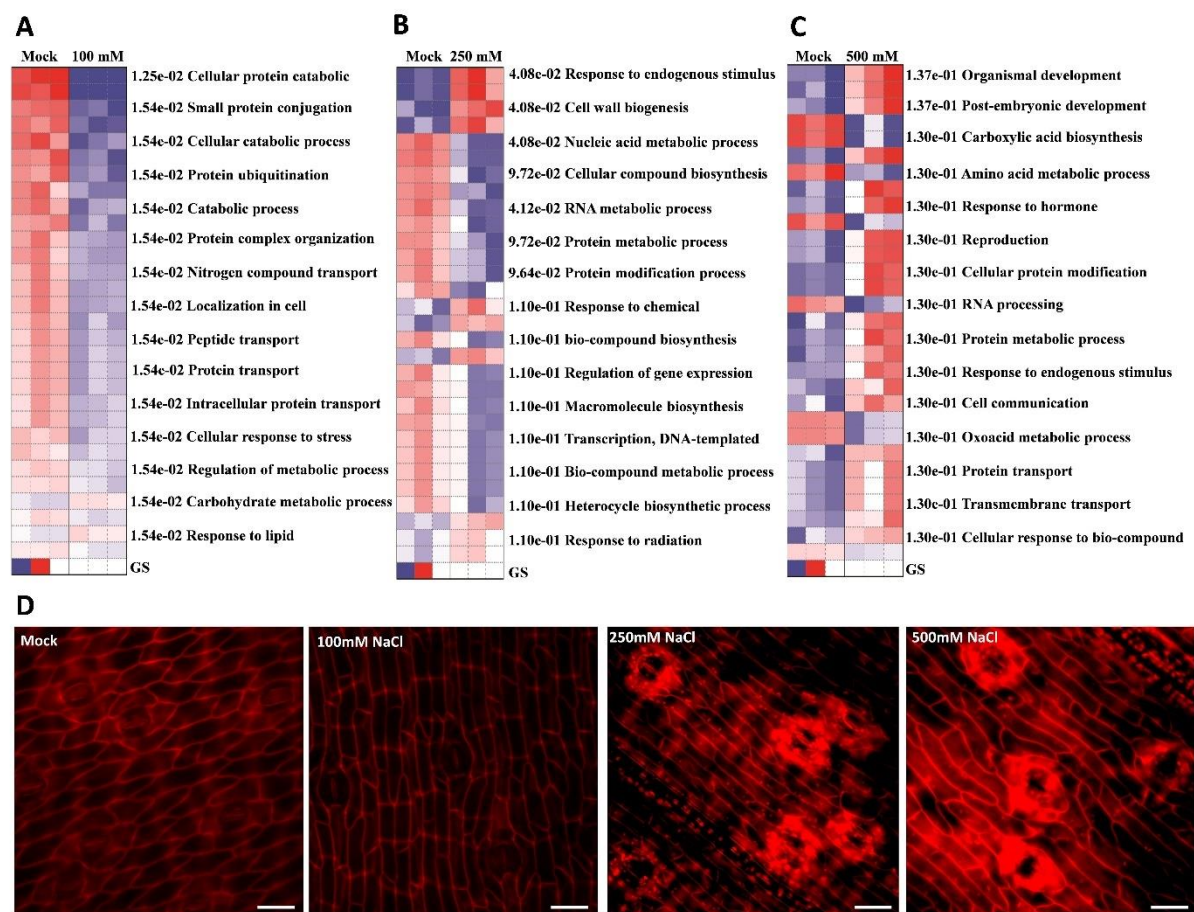 A
Mock 100 mM
1.25e-02 Cellular protein catabolic
1.54e-02 Small protein conjugation
1.54e-02 Cellular catabolic process
1.54e-02 Protein ubiquitination
1.54e-02 Catabolic process
1.54e-02 Protein complex organization
1.54e-02 Nitrogen compound transport
1.54e-02 Localization in cell
1.54e-02 Peptide transport
1.54e-02 Protein transport
1.54e-02 Intracellular protein transport
1.54e-02 Cellular response to stress
1.54e-02 Regulation of metabolic process
1.54e-02 Carbohydrate metabolic process
1.54e-02 Response to lipid
GS
B
Mock 250 mM
4.08e-02 Response to endogenous stimulus
4.08e-02 Cell wall biogenesis
4.08e-02 Nucleic acid metabolic process
9.72e-02 Cellular compound biosynthesis
4.12e-02 RNA metabolic process
9.72e-02 Protein metabolic process
9.64e-02 Protein modification process
1.10e-01 Response to chemical
1.10e-01 bio-compound biosynthesis
1.10e-01 Regulation of gene expression
1.10e-01 Macromolecule biosynthesis
1.10e-01 Transcription, DNA-templated
1.10e-01 Bio-compound metabolic process
1.10e-01 Heterocycle biosynthetic process
1.10e-01 Response to radiation
GS
C
Mock 500 mM
1.37e-01 Organismal development
1.37e-01 Post-embryonic development
1.30e-01 Carboxylic acid biosynthesis
1.30e-01 Amino acid metabolic process
1.30e-01 Response to hormone
1.30e-01 Reproduction
1.30e-01 Cellular protein modification
1.30e-01 RNA processing
1.30e-01 Protein metabolic process
1.30e-01 Response to endogenous stimulus
1.30e-01 Cell communication
1.30e-01 Oxoacid metabolic process
1.30e-01 Protein transport
1.30e-01 Transmembrane transport
1.30e-01 Cellular response to bio-compound
GS
D
Mock
100mM NaCl
250mM NaCl
500mM NaCl